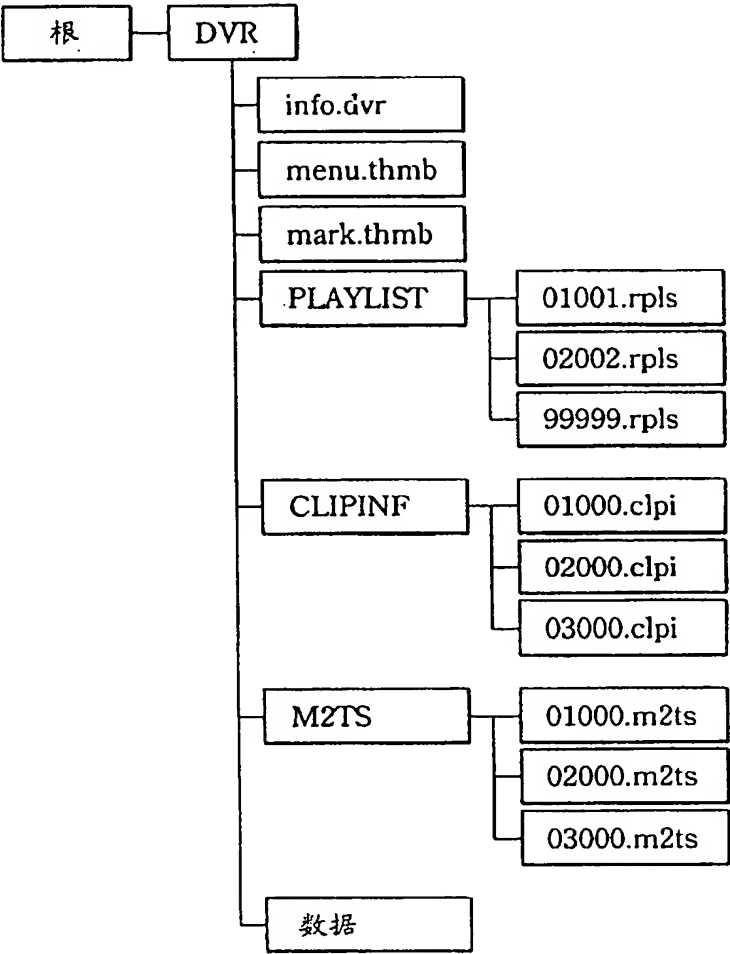 根
DVR
info.dvr
menu.thmb
mark.thmb
PLAYLIST
01001.rpls
02002.rpls
99999.rpls
CLIPINF
01000.clpi
02000.clpi
03000.clpi
M2TS
01000.m2ts
02000.m2ts
03000.m2ts
数据